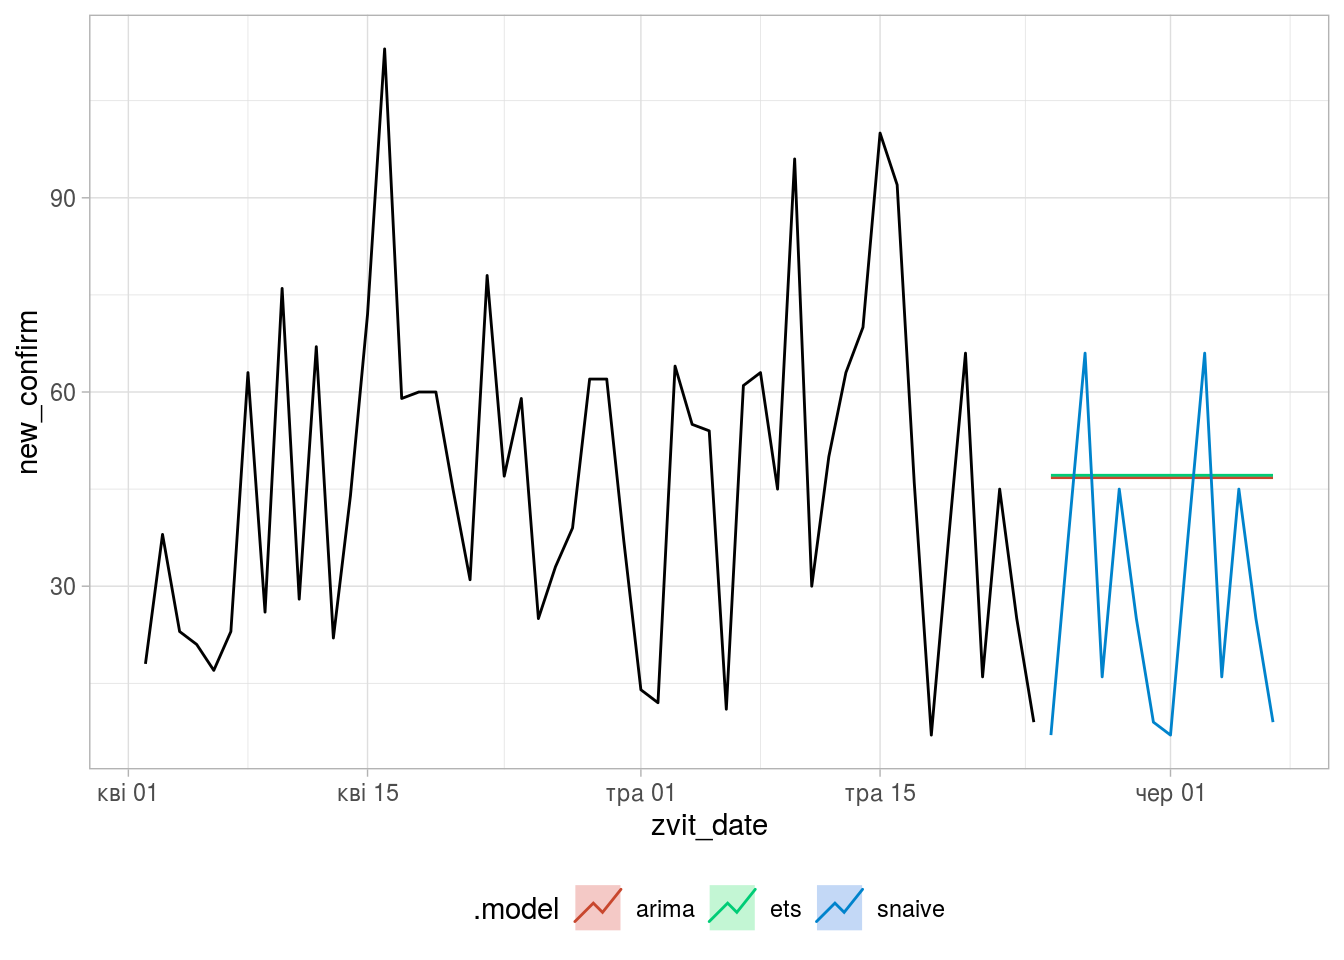 90
60
30
new_confirm
кві 01 кві 15 тра 01 тра 15 чер 01
zvit_date
.model arima ets snaive